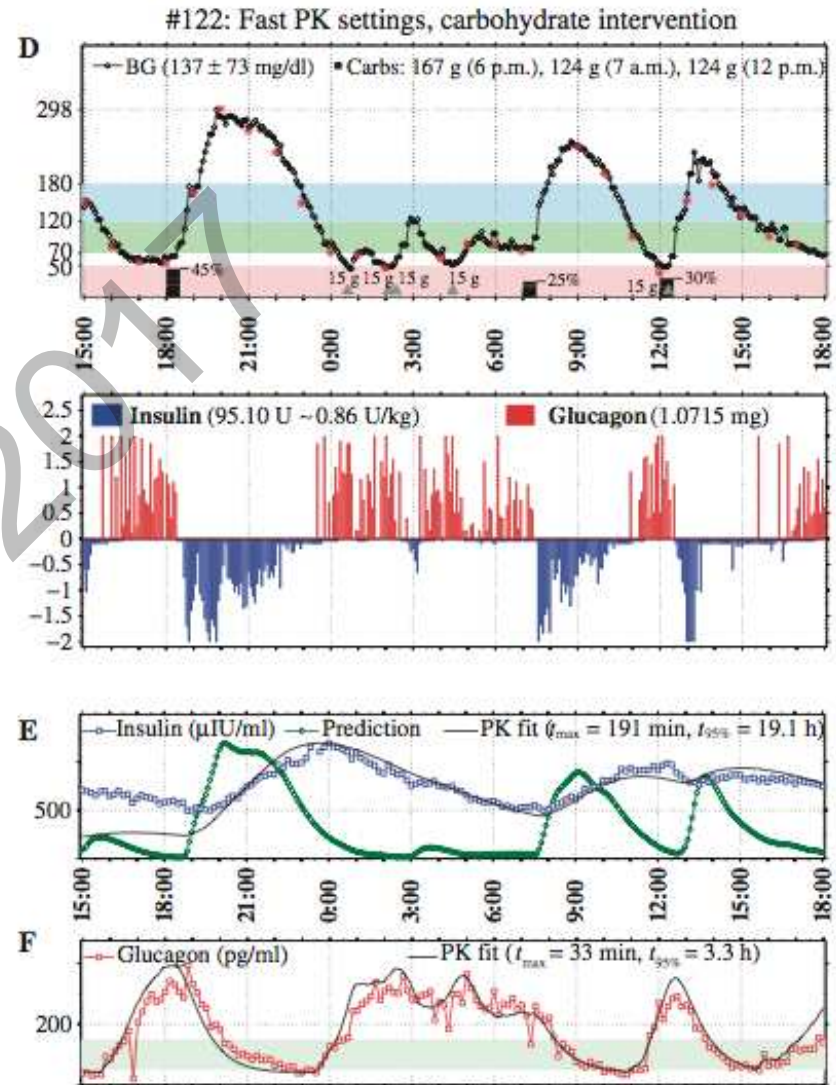 #122: Fast PK settings, carbohydrate intervention
D
BG (137 ± 73 mg/dl) Carbs: 167 g (6 p.m.), 124 g (7 a.m.), 124 g (12 p.m.)
298
180
120
70
50
45% 15 g 15 g 15 g 15 g 25% 15 g 30%
15:00 18:00 21:00 0:00 3:00 6:00 9:00 12:00 15:00 18:00
2017
Insulin (95.10 U ~0.86 U/kg) Glucagon (1.0715 mg)
2.5
2
1.5
1
0.5
0
−0.5
−1
−1.5
−2
E
Insulin (µIU/ml) Prediction PK fit (tmax = 191 min, t95% = 19.1 h)
500
15:00 18:00 21:00 0:00 3:00 6:00 9:00 12:00 15:00 18:00
F
Glucagon (pg/ml) PK fit (tmax = 33 min, t95% = 3.3 h)
200